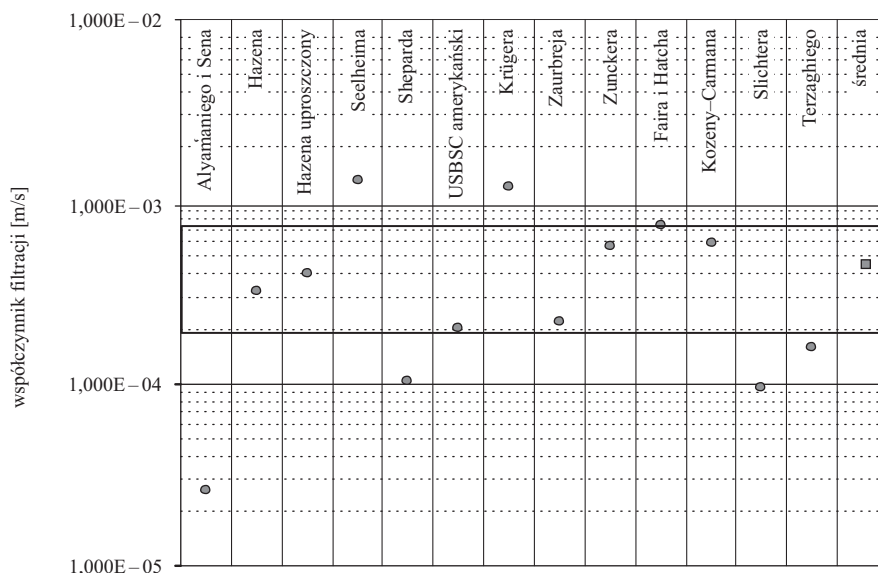 1,000E–02
1,000E–03
1,000E–04
1,000E–05
współczynnik filtracji [m/s]
Alyamaniego i Sena
Hazena
Hazena uproszczony
Seelheima
Sheparda
USBSC amerykański
Krügera
Zaurbreja
Zunckera
Faira i Hatcha
Kozeny–Carmana
Slichtera
Terzaghiego
średnia